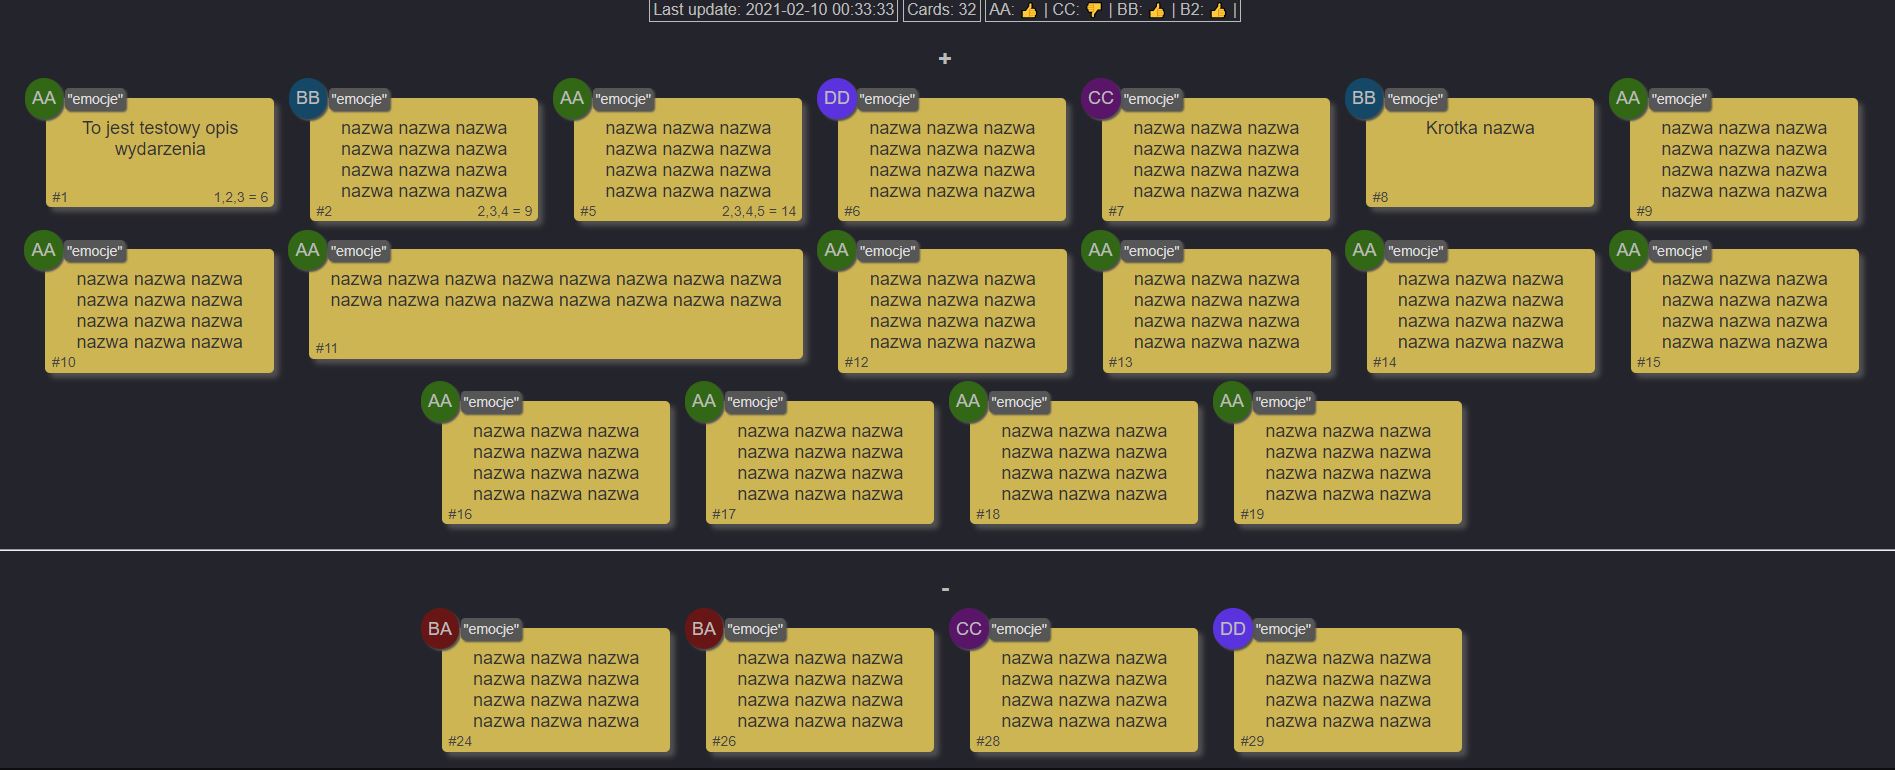 Last update: 2021-02-10 00:33:33 Cards: 32 AA: 👍 | CC: 👎 | BB: 👍 | B2: 👍 |
+
AA "emocje"
To jest testowy opis
wydarzenia
#1 1,2,3 = 6
BB "emocje"
nazwa nazwa nazwa
nazwa nazwa nazwa
nazwa nazwa nazwa
nazwa nazwa nazwa
#2 2,3,4 = 9
AA "emocje"
nazwa nazwa nazwa
nazwa nazwa nazwa
nazwa nazwa nazwa
nazwa nazwa nazwa
#5 2,3,4,5 = 14
DD "emocje"
nazwa nazwa nazwa
nazwa nazwa nazwa
nazwa nazwa nazwa
nazwa nazwa nazwa
#6
CC "emocje"
nazwa nazwa nazwa
nazwa nazwa nazwa
nazwa nazwa nazwa
nazwa nazwa nazwa
#7
BB "emocje"
Krotka nazwa
#8
AA "emocje"
nazwa nazwa nazwa
nazwa nazwa nazwa
nazwa nazwa nazwa
nazwa nazwa nazwa
#9
AA "emocje"
nazwa nazwa nazwa
nazwa nazwa nazwa
nazwa nazwa nazwa
nazwa nazwa nazwa
#10
AA "emocje"
nazwa nazwa nazwa nazwa nazwa nazwa nazwa nazwa
nazwa nazwa nazwa nazwa nazwa nazwa nazwa nazwa
#11
AA "emocje"
nazwa nazwa nazwa
nazwa nazwa nazwa
nazwa nazwa nazwa
nazwa nazwa nazwa
#12
AA "emocje"
nazwa nazwa nazwa
nazwa nazwa nazwa
nazwa nazwa nazwa
nazwa nazwa nazwa
#13
AA "emocje"
nazwa nazwa nazwa
nazwa nazwa nazwa
nazwa nazwa nazwa
nazwa nazwa nazwa
#14
AA "emocje"
nazwa nazwa nazwa
nazwa nazwa nazwa
nazwa nazwa nazwa
nazwa nazwa nazwa
#15
AA "emocje"
nazwa nazwa nazwa
nazwa nazwa nazwa
nazwa nazwa nazwa
nazwa nazwa nazwa
#16
AA "emocje"
nazwa nazwa nazwa
nazwa nazwa nazwa
nazwa nazwa nazwa
nazwa nazwa nazwa
#17
AA "emocje"
nazwa nazwa nazwa
nazwa nazwa nazwa
nazwa nazwa nazwa
nazwa nazwa nazwa
#18
AA "emocje"
nazwa nazwa nazwa
nazwa nazwa nazwa
nazwa nazwa nazwa
nazwa nazwa nazwa
#19
-
BA "emocje"
nazwa nazwa nazwa
nazwa nazwa nazwa
nazwa nazwa nazwa
nazwa nazwa nazwa
#24
BA "emocje"
nazwa nazwa nazwa
nazwa nazwa nazwa
nazwa nazwa nazwa
nazwa nazwa nazwa
#26
CC "emocje"
nazwa nazwa nazwa
nazwa nazwa nazwa
nazwa nazwa nazwa
nazwa nazwa nazwa
#28
DD "emocje"
nazwa nazwa nazwa
nazwa nazwa nazwa
nazwa nazwa nazwa
nazwa nazwa nazwa
#29